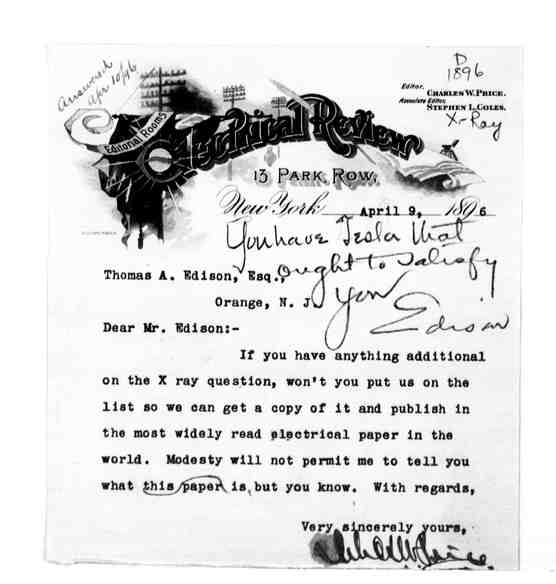 Answered
Apr 10/96
D
1896
Editor,
CHARLES W. PRICE.
Associate Editor,
STEPHEN L. COLES.
X-Ray
Editorial Rooms
Electrical Review
13 PARK ROW,
New York April 9, 1896
You have Tesla that
ought to satisfy
you
Edison
Thomas A. Edison, Esq.,
Orange, N. J.
Dear Mr. Edison:-
If you have anything additional
on the X ray question, won't you put us on the
list so we can get a copy of it and publish in
the most widely read electrical paper in the
world. Modesty will not permit me to tell you
what this paper is, but you know. With regards,
Very sincerely yours,
Chas W Price.